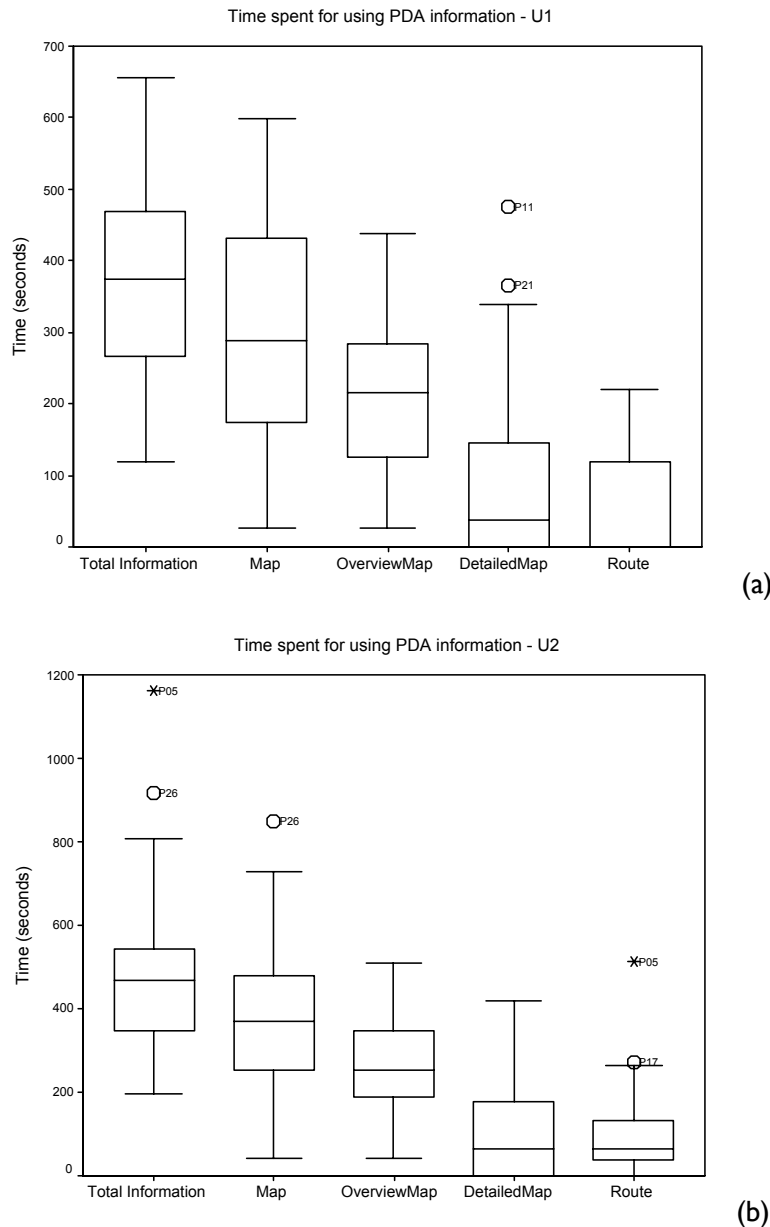 Time spent for using PDA information - U1
700
600
500
400
300
200
100
0
Time (seconds)
P11
P21
Total Information Map OverviewMap DetailedMap Route
(a)
Time spent for using PDA information - U2
1200
1000
800
600
400
200
0
Time (seconds)
P05
P26
P26
P05
P17
Total Information Map OverviewMap DetailedMap Route
(b)